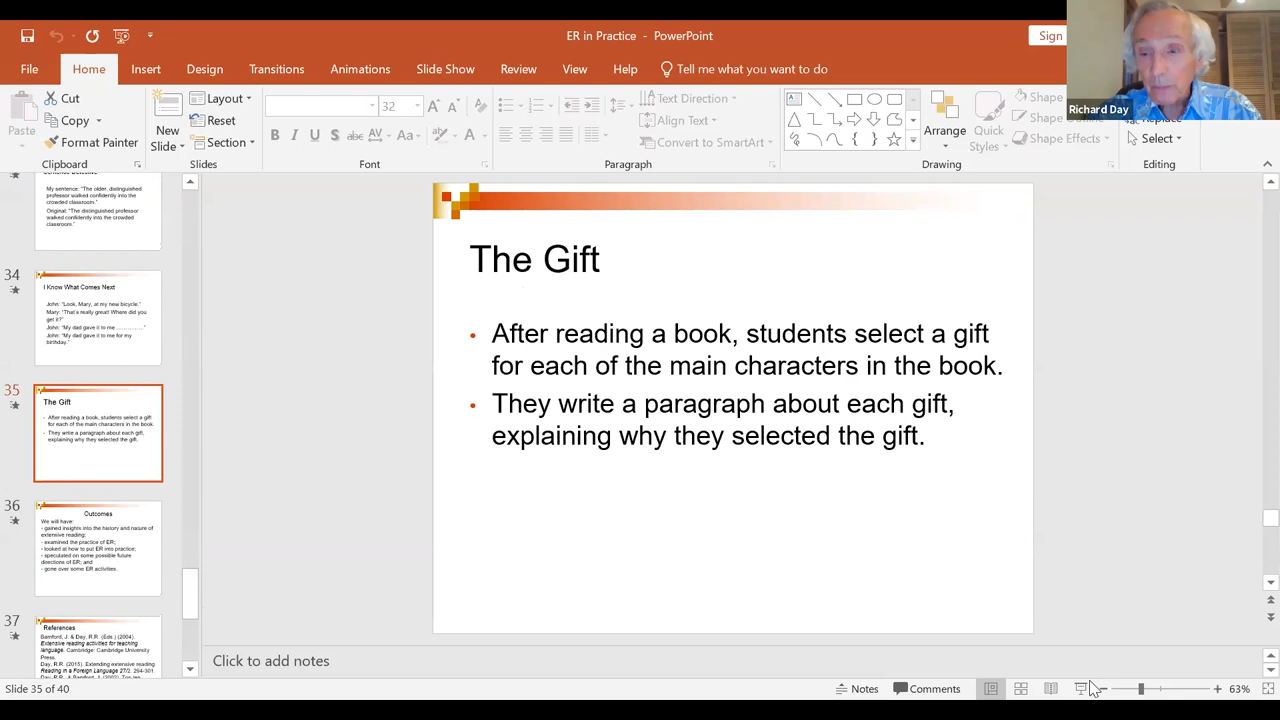 ER in Practice - PowerPoint
Sign
Richard Day
File Home Insert Design Transitions Animations Slide Show Review View Help Tell me what you want to do
Paste
Cut
Copy
Format Painter
Clipboard
New
Slide
Layout
Reset
Section
Slides
32
B I U S abc AV Aa A
Font
Text Direction
Align Text
Convert to SmartArt
Paragraph
Arrange
Quick
Styles
Shape
Shape
Shape Effects
Drawing
Replace
Select
Editing
My sentence: "The older, distinguished
professor walked confidently into the
crowded classroom."
Original: "The distinguished professor
walked confidently into the crowded
classroom."
34
I Know What Comes Next
John: "Look, Mary, at my new bicycle."
Mary: "That's really great! Where did you
get it?"
John: "My dad gave it to me ..............."
John: "My dad gave it to me for my
birthday."
35
The Gift
After reading a book, students select a gift
for each of the main characters in the book.
They write a paragraph about each gift,
explaining why they selected the gift.
36
Outcomes
We will have:
- gained insights into the history and nature of
extensive reading;
- examined the practice of ER;
- looked at how to put ER into practice;
- speculated on some possible future
directions of ER; and
- gone over some ER activities.
37
References
Bamford, J. & Day, R.R. (Eds.) (2004).
Extensive reading activities for teaching
language. Cambridge: Cambridge University
Press.
Day, R.R. (2015). Extending extensive reading.
Reading in a Foreign Language 27/2, 294-301.
The Gift
• After reading a book, students select a gift
for each of the main characters in the book.
• They write a paragraph about each gift,
explaining why they selected the gift.
Click to add notes
Slide 35 of 40
Notes
Comments
63%